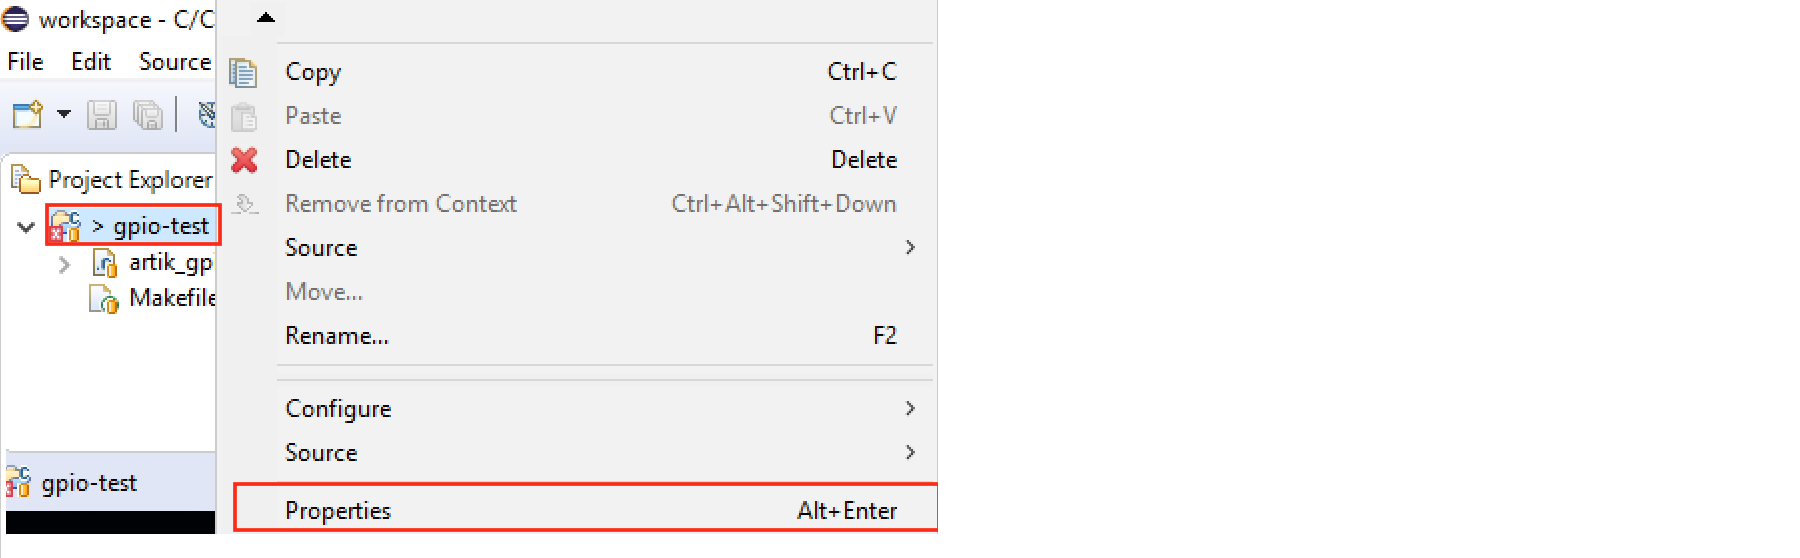 workspace - C/C
File Edit Source
Project Explorer
> gpio-test
artik_gp
Makefile
gpio-test
Copy Ctrl+C
Paste Ctrl+V
Delete Delete
Remove from Context Ctrl+Alt+Shift+Down
Source
Move...
Rename... F2
Configure
Source
Properties Alt+Enter